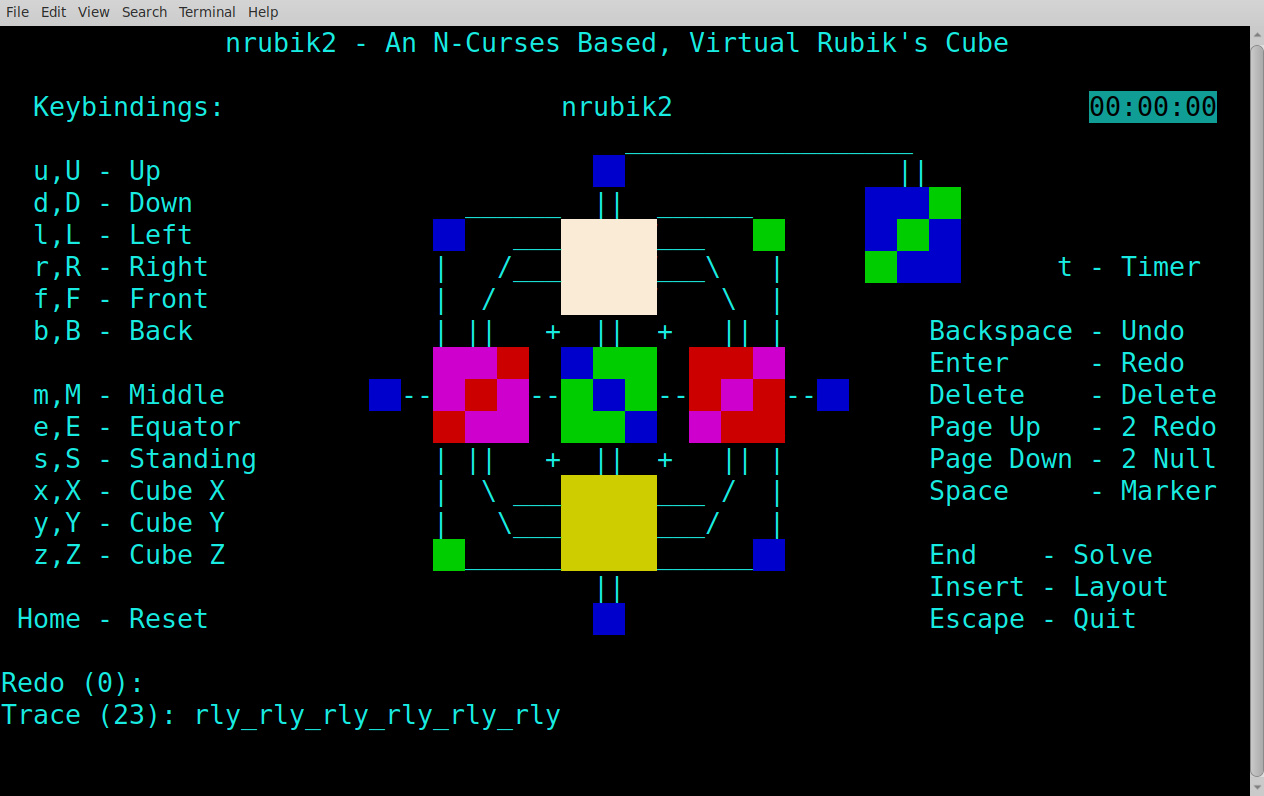 File Edit View Search Terminal Help
nrubik2 - An N-Curses Based, Virtual Rubik's Cube
Keybindings: nrubik2 00:00:00
u,U - Up
d,D - Down
l,L - Left
r,R - Right t - Timer
f,F - Front
b,B - Back Backspace - Undo
Enter - Redo
m,M - Middle Delete - Delete
e,E - Equator Page Up - 2 Redo
s,S - Standing Page Down - 2 Null
x,X - Cube X Space - Marker
y,Y - Cube Y
z,Z - Cube Z End - Solve
Insert - Layout
Home - Reset Escape - Quit
Redo (0):
Trace (23): rly_rly_rly_rly_rly_rly